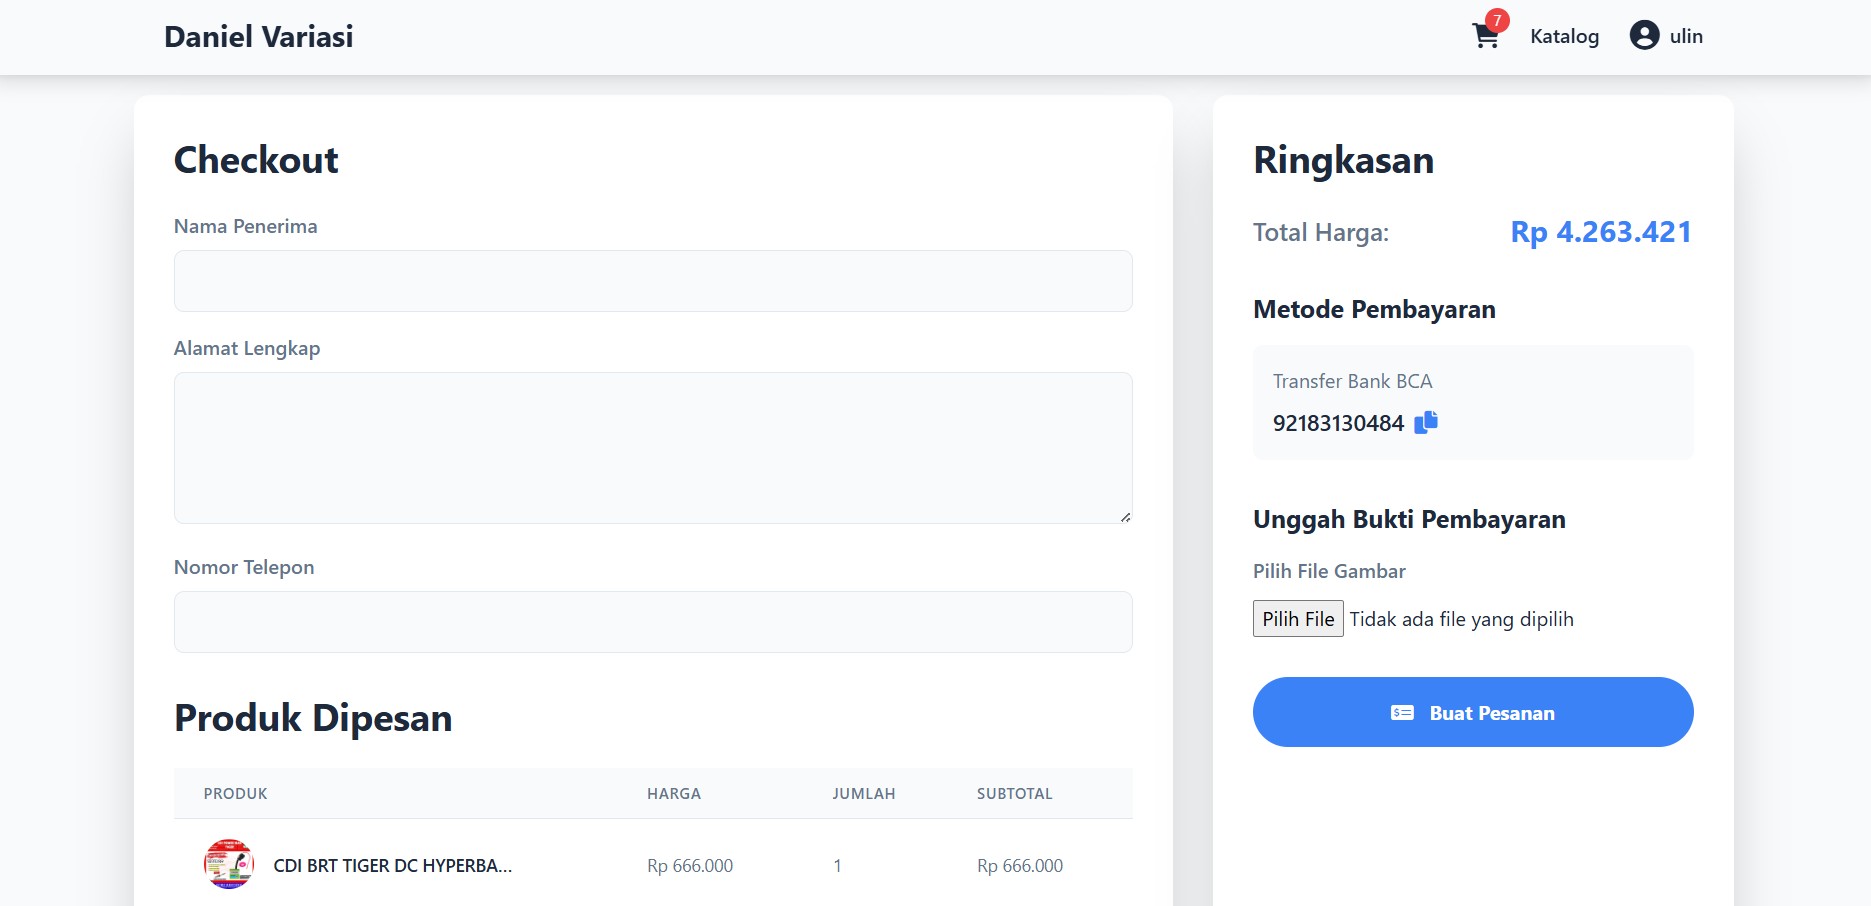 Daniel Variasi
7
Katalog
ulin
Checkout
Nama Penerima
Alamat Lengkap
Nomor Telepon
Produk Dipesan
PRODUK HARGA JUMLAH SUBTOTAL
CDI BRT TIGER DC HYPERBA... Rp 666.000 1 Rp 666.000
Ringkasan
Total Harga: Rp 4.263.421
Metode Pembayaran
Transfer Bank BCA
92183130484
Unggah Bukti Pembayaran
Pilih File Gambar
Pilih File Tidak ada file yang dipilih
Buat Pesanan